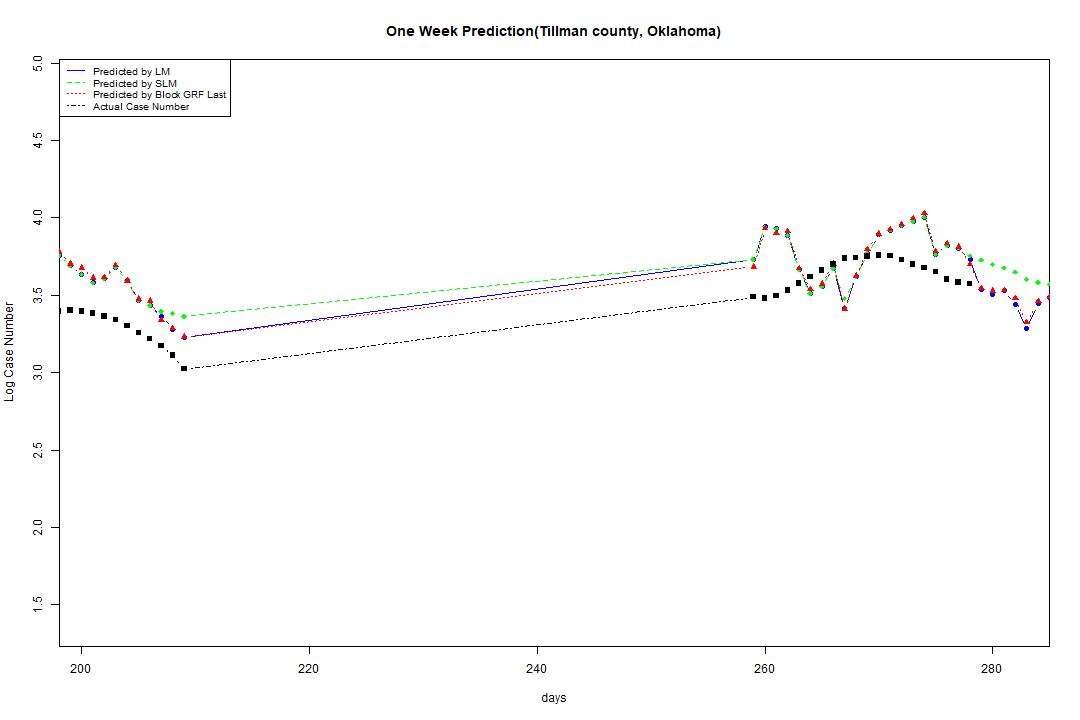 One Week Prediction(Tillman county, Oklahoma)
Predicted by LM
Predicted by SLM
Predicted by Block GRF Last
Actual Case Number
5.0
4.5
4.0
3.5
3.0
2.5
2.0
1.5
Log Case Number
200 220 240 260 280
days